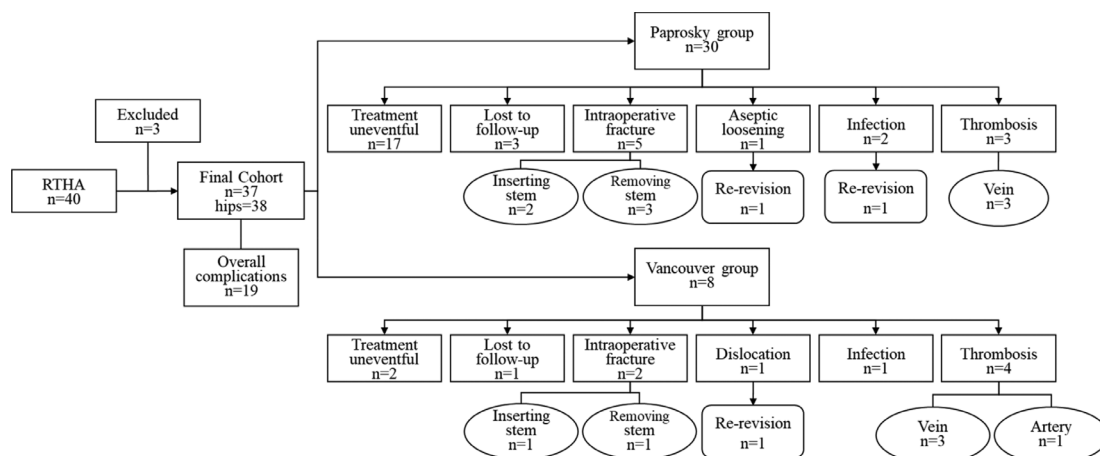 RTHA
n=40
Excluded
n=3
Final Cohort
n=37
hips=38
Overall
complications
n=19
Paprosky group
n=30
Treatment
uneventful
n=17
Lost to
follow-up
n=3
Intraoperative
fracture
n=5
Aseptic
loosening
n=1
Infection
n=2
Thrombosis
n=3
Inserting
stem
n=2
Removing
stem
n=3
Re-revision
n=1
Re-revision
n=1
Vein
n=3
Vancouver group
n=8
Treatment
uneventful
n=2
Lost to
follow-up
n=1
Intraoperative
fracture
n=2
Dislocation
n=1
Infection
n=1
Thrombosis
n=4
Inserting
stem
n=1
Removing
stem
n=1
Re-revision
n=1
Vein
n=3
Artery
n=1